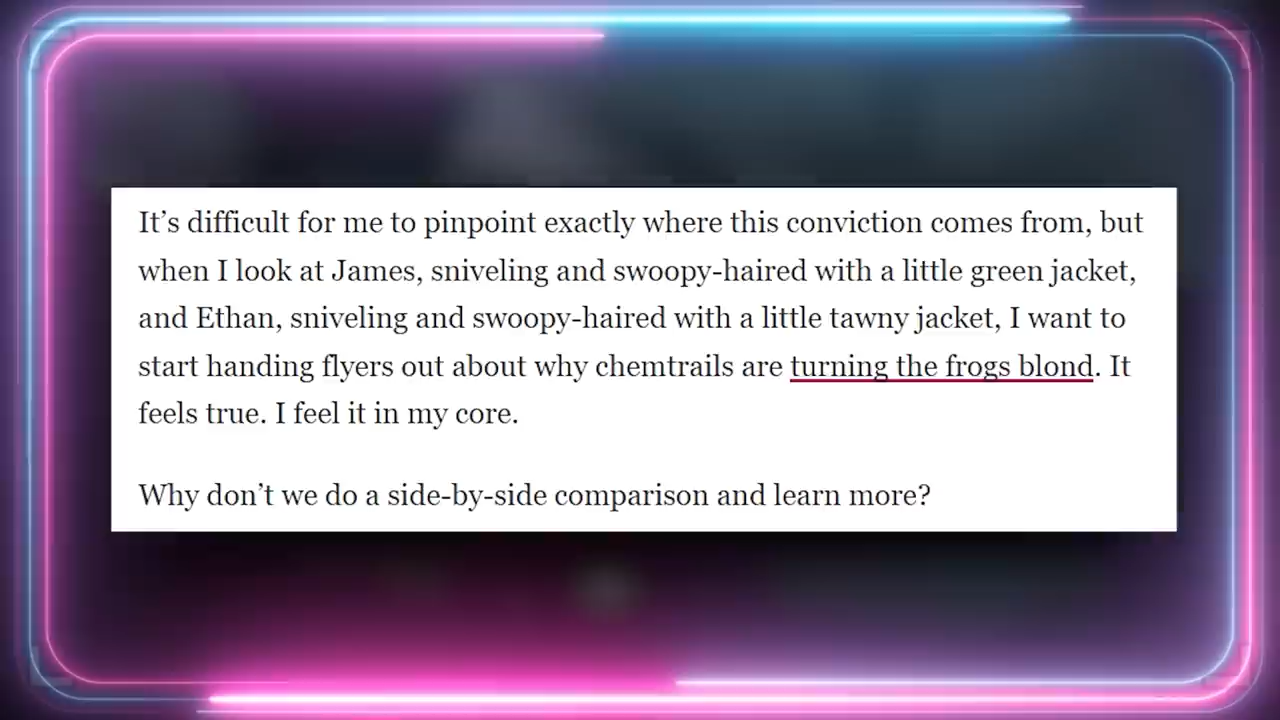 It’s difficult for me to pinpoint exactly where this conviction comes from, but
when I look at James, sniveling and swoopy-haired with a little green jacket,
and Ethan, sniveling and swoopy-haired with a little tawny jacket, I want to
start handing flyers out about why chemtrails are turning the frogs blond. It
feels true. I feel it in my core.
Why don’t we do a side-by-side comparison and learn more?